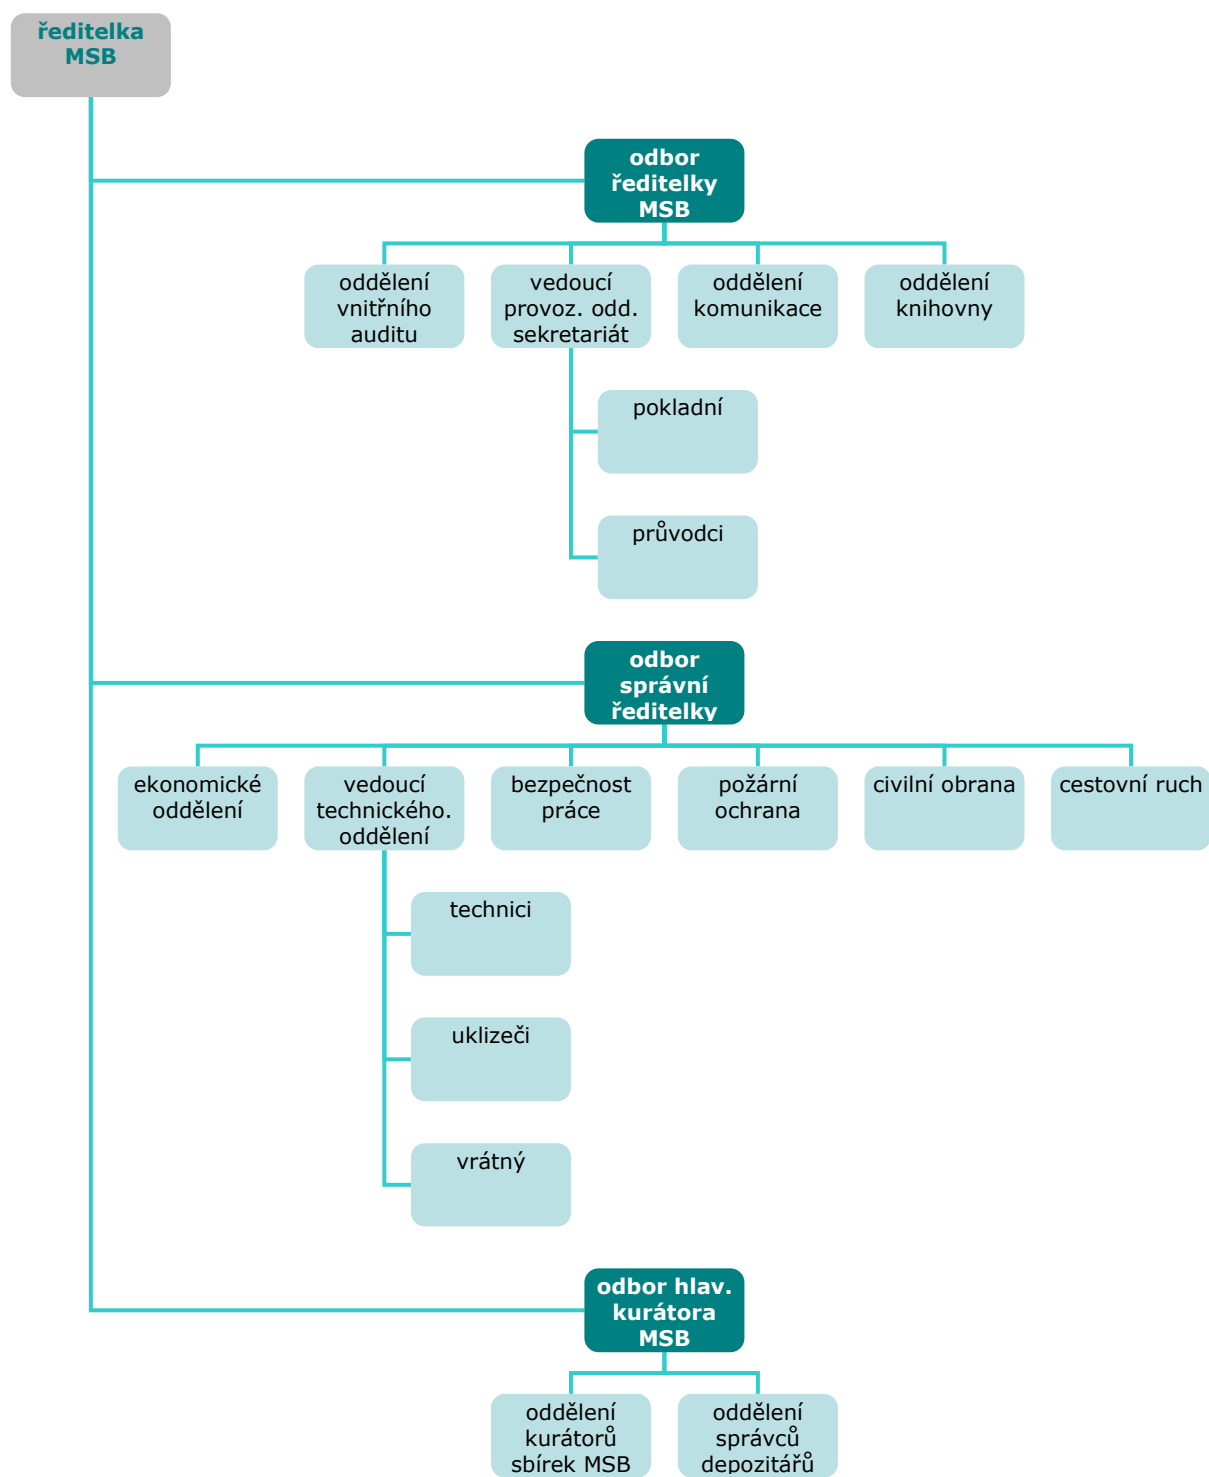 ředitelka
MSB
odbor
ředitelky
MSB
oddělení
vnitřního
auditu
vedoucí
provoz. odd.
sekretariát
oddělení
komunikace
oddělení
knihovny
pokladní
průvodci
odbor
správní
ředitelky
ekonomické
oddělení
vedoucí
technického.
oddělení
bezpečnost
práce
požární
ochrana
civilní obrana
cestovní ruch
technici
uklizeči
vrátný
odbor hlav.
kurátora
MSB
oddělení
kurátorů
sbírek MSB
oddělení
správců
depozitářů